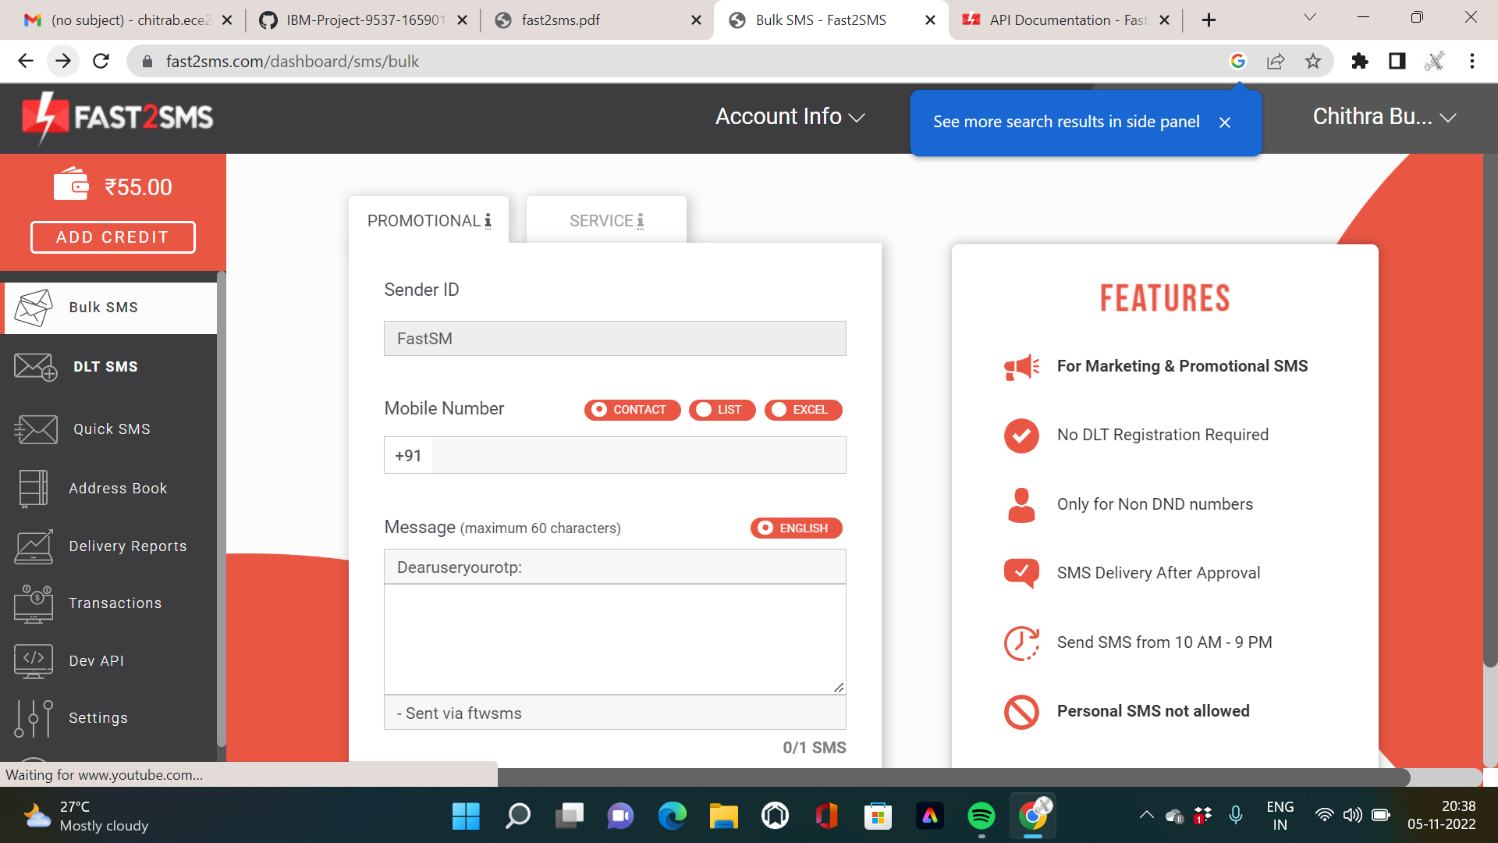 (no subject) - chitrab.ece2
IBM-Project-9537-165901
fast2sms.pdf
Bulk SMS - Fast2SMS
API Documentation - Fast
fast2sms.com/dashboard/sms/bulk
FAST2SMS
Account Info
See more search results in side panel
Chithra Bu...
₹55.00
ADD CREDIT
Bulk SMS
DLT SMS
Quick SMS
Address Book
Delivery Reports
Transactions
Dev API
Settings
PROMOTIONAL
SERVICE
Sender ID
FastSM
Mobile Number
CONTACT
LIST
EXCEL
+91
Message (maximum 60 characters)
ENGLISH
Dearuseryourotp:
- Sent via ftwsms
0/1 SMS
FEATURES
For Marketing & Promotional SMS
No DLT Registration Required
Only for Non DND numbers
SMS Delivery After Approval
Send SMS from 10 AM - 9 PM
Personal SMS not allowed
Waiting for www.youtube.com...
27°C
Mostly cloudy
1
ENG
IN
20:38
05-11-2022